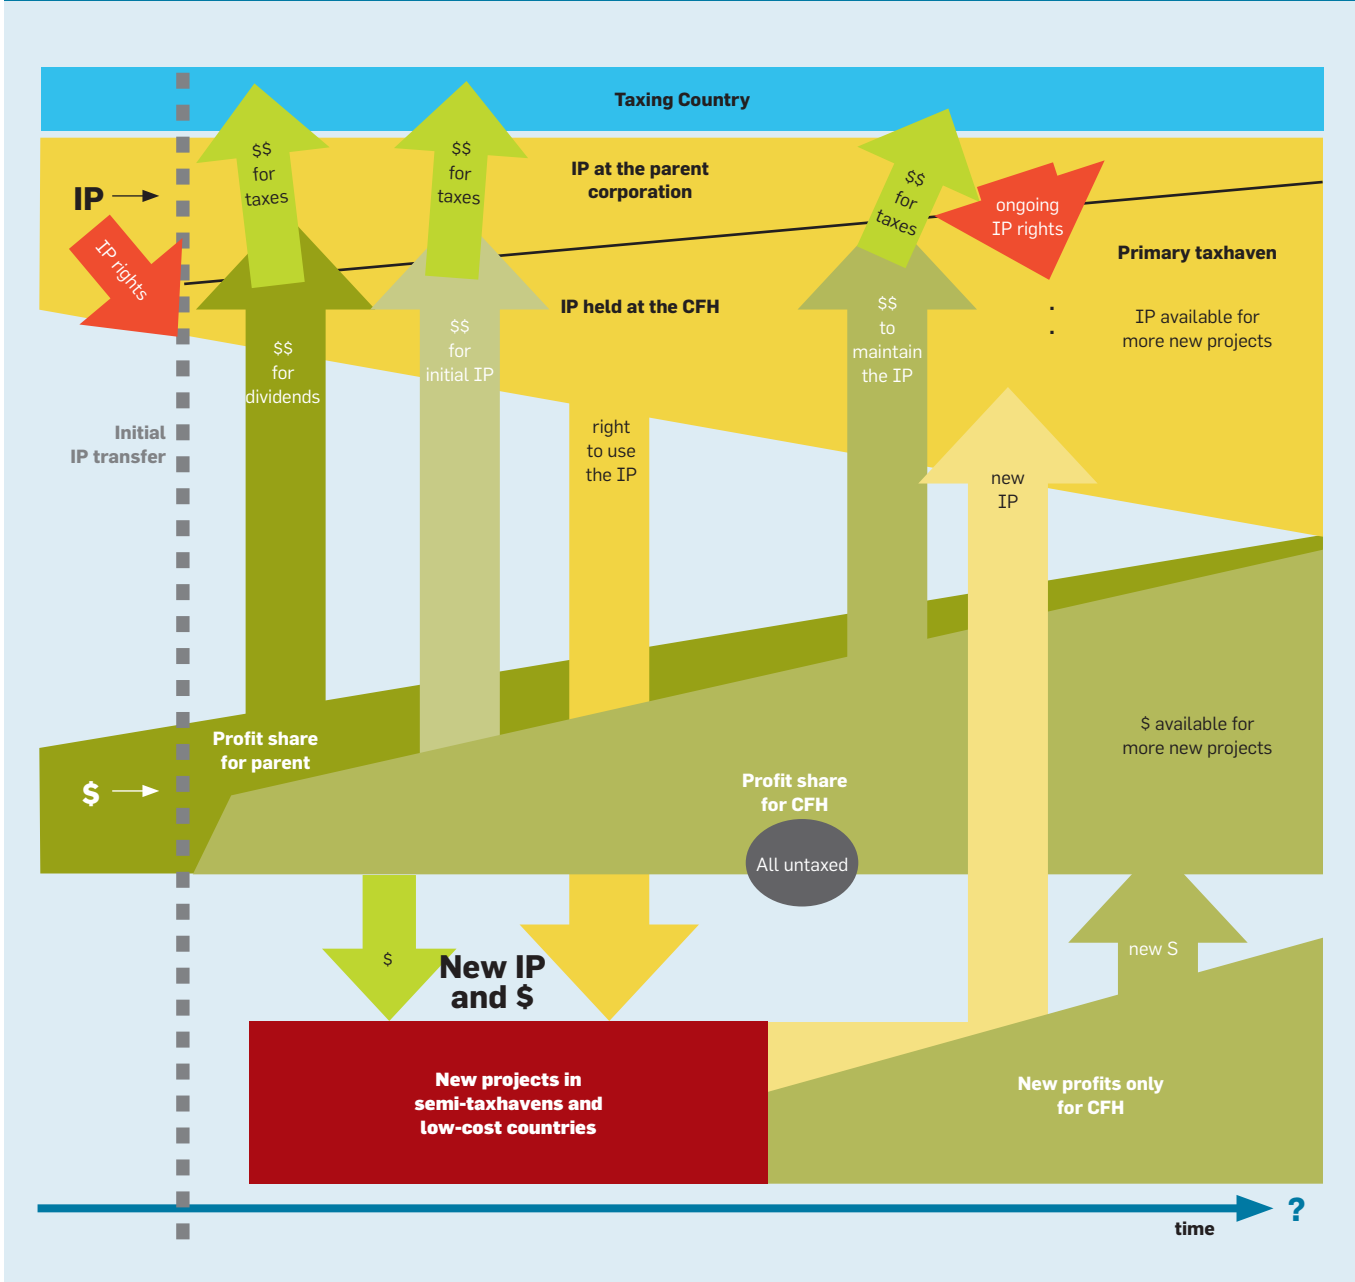 Taxing Country
$$
for
taxes
$$
for
taxes
$$
for
taxes
IP at the parent
corporation
IP
IP rights
ongoing
IP rights
Primary taxhaven
IP held at the CFH
IP available for
more new projects
$$
for
dividends
$$
for
initial IP
$$
to
maintain
the IP
right
to use
the IP
Initial
IP transfer
new
IP
Profit share
for parent
$
$ available for
more new projects
Profit share
for CFH
All untaxed
$
New IP
and $
new S
New projects in
semi-taxhavens and
low-cost countries
New profits only
for CFH
?
time